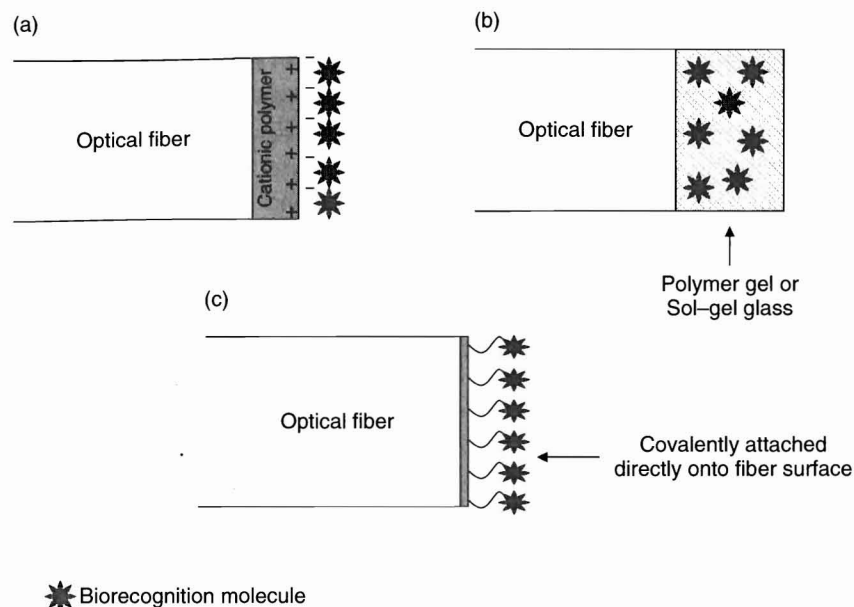 (a)
Optical fiber
Cationic polymer
+
+
+
+
+
+
−
−
−
−
−
(b)
Optical fiber
Polymer gel or
Sol–gel glass
(c)
Optical fiber
Covalently attached
directly onto fiber surface
Biorecognition molecule